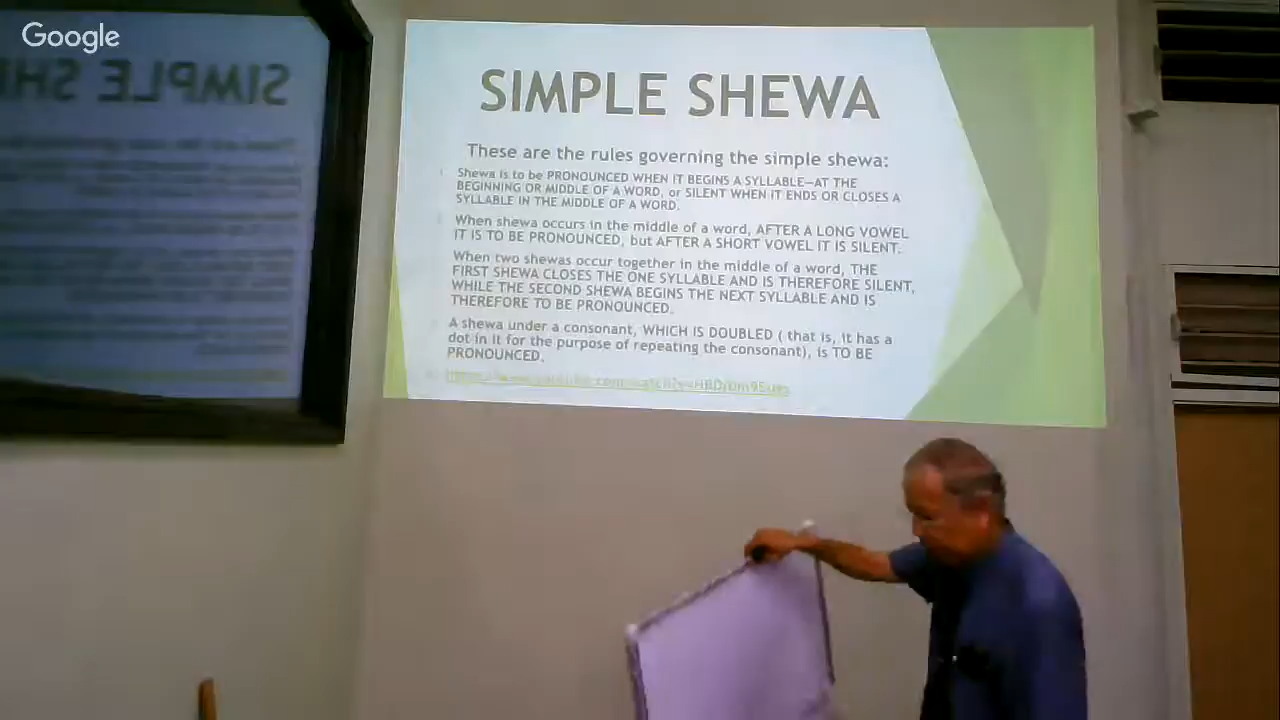 Google
SIMPLE SHEWA
SIMPLE SHE
These are the rules governing the simple shewa:
Shewa is to be PRONOUNCED WHEN IT BEGINS A SYLLABLE—AT THE
BEGINNING OR MIDDLE OF A WORD, or SILENT WHEN IT ENDS OR CLOSES A
SYLLABLE IN THE MIDDLE OF A WORD.
When shewa occurs in the middle of a word, AFTER A LONG VOWEL
IT IS TO BE PRONOUNCED, but AFTER A SHORT VOWEL IT IS SILENT.
When two shewas occur together in the middle of a word, THE
FIRST SHEWA CLOSES THE ONE SYLLABLE AND IS THEREFORE SILENT,
WHILE THE SECOND SHEWA BEGINS THE NEXT SYLLABLE AND IS
THEREFORE TO BE PRONOUNCED.
A shewa under a consonant, WHICH IS DOUBLED ( that is, it has a
dot in it for the purpose of repeating the consonant), is TO BE
PRONOUNCED.